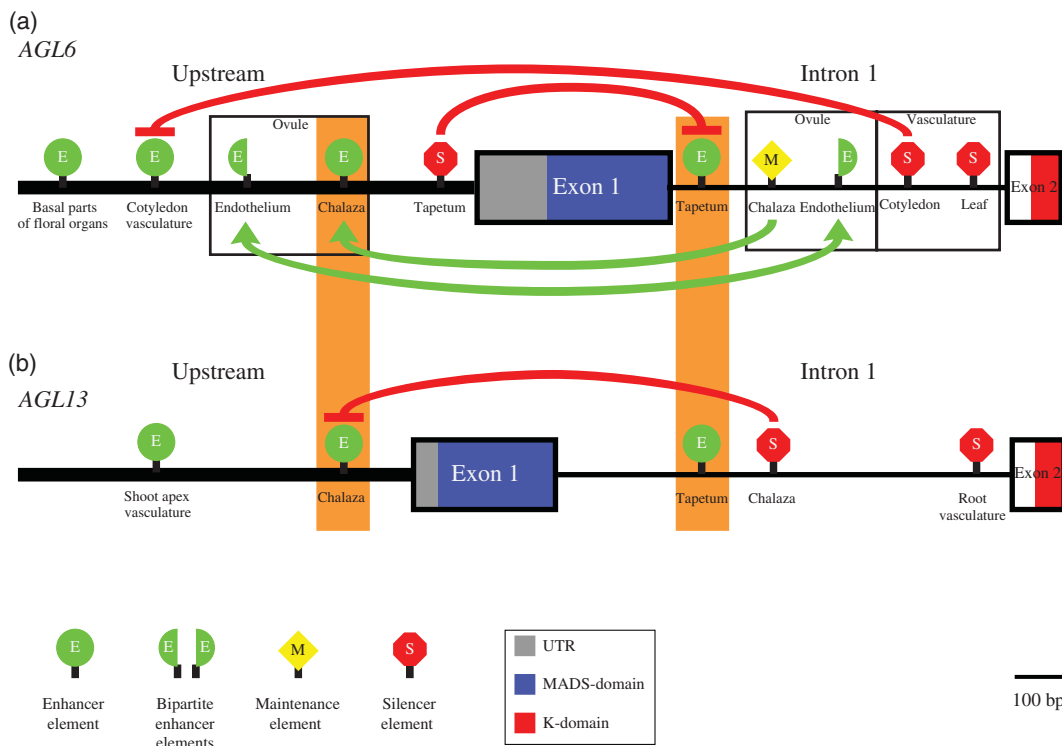 (a)
AGL6
Upstream
Intron 1
Ovule
Ovule
Vasculature
E
E
E
E
S
E
M
E
S
S
Exon 1
Exon 2
Basal parts
of floral organs
Cotyledon
vasculature
Endothelium
Chalaza
Tapetum
Tapetum
Chalaza
Endothelium
Cotyledon
Leaf
(b)
AGL13
Upstream
Intron 1
E
E
E
S
S
Exon 1
Exon 2
Shoot apex
vasculature
Chalaza
Tapetum
Chalaza
Root
vasculature
E
E
E
M
S
Enhancer
element
Bipartite
enhancer
elements
Maintenance
element
Silencer
element
UTR
MADS-domain
K-domain
100 bp